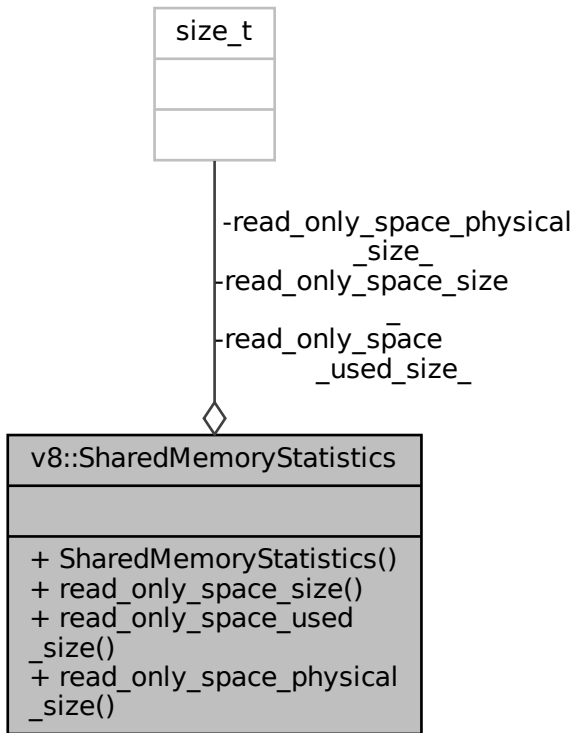 size_t
-read_only_space_physical
_size_
-read_only_space_size
_
-read_only_space
_used_size_
v8::SharedMemoryStatistics
+ SharedMemoryStatistics()
+ read_only_space_size()
+ read_only_space_used
_size()
+ read_only_space_physical
_size()